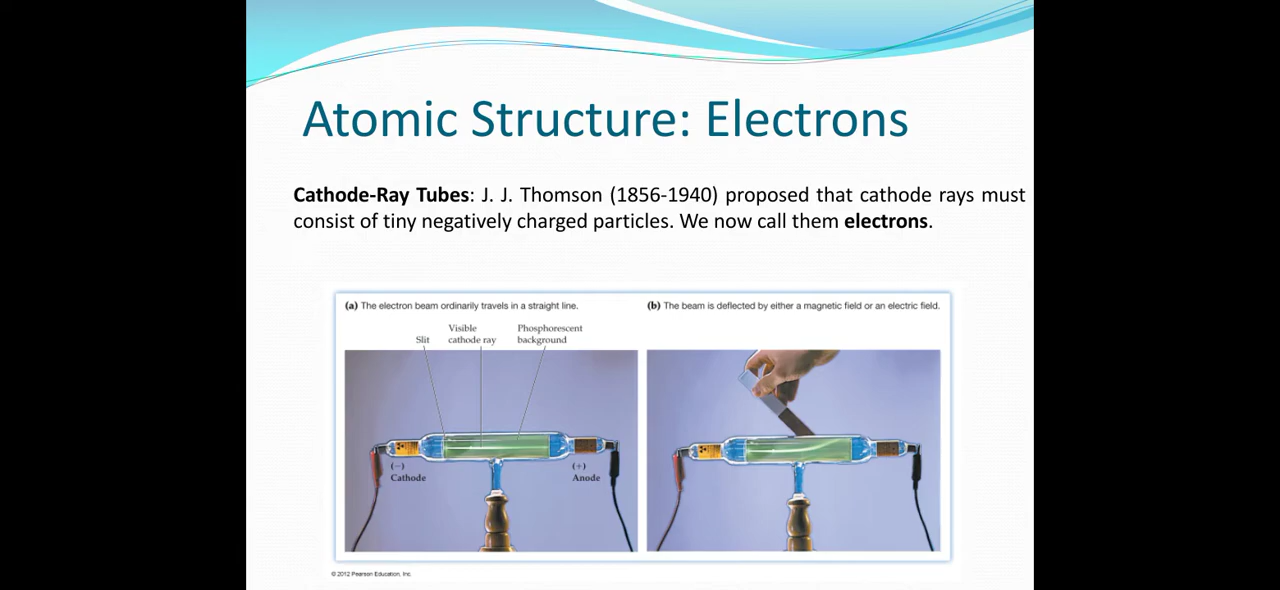 Atomic Structure: Electrons
Cathode-Ray Tubes: J. J. Thomson (1856-1940) proposed that cathode rays must
consist of tiny negatively charged particles. We now call them electrons.
(a) The electron beam ordinarily travels in a straight line.
(b) The beam is deflected by either a magnetic field or an electric field.
Slit
Visible
cathode ray
Phosphorescent
background
(−)
Cathode
(+)
Anode
© 2012 Pearson Education, Inc.